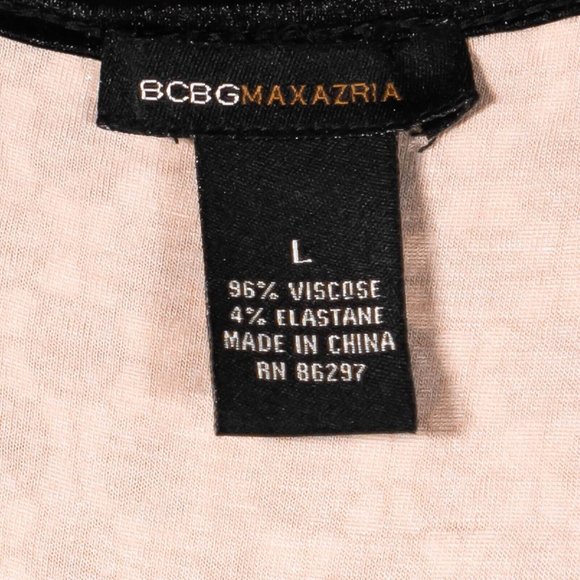 BCBGMAXAZRIA
L
96% VISCOSE
4% ELASTANE
MADE IN CHINA
RN 86297